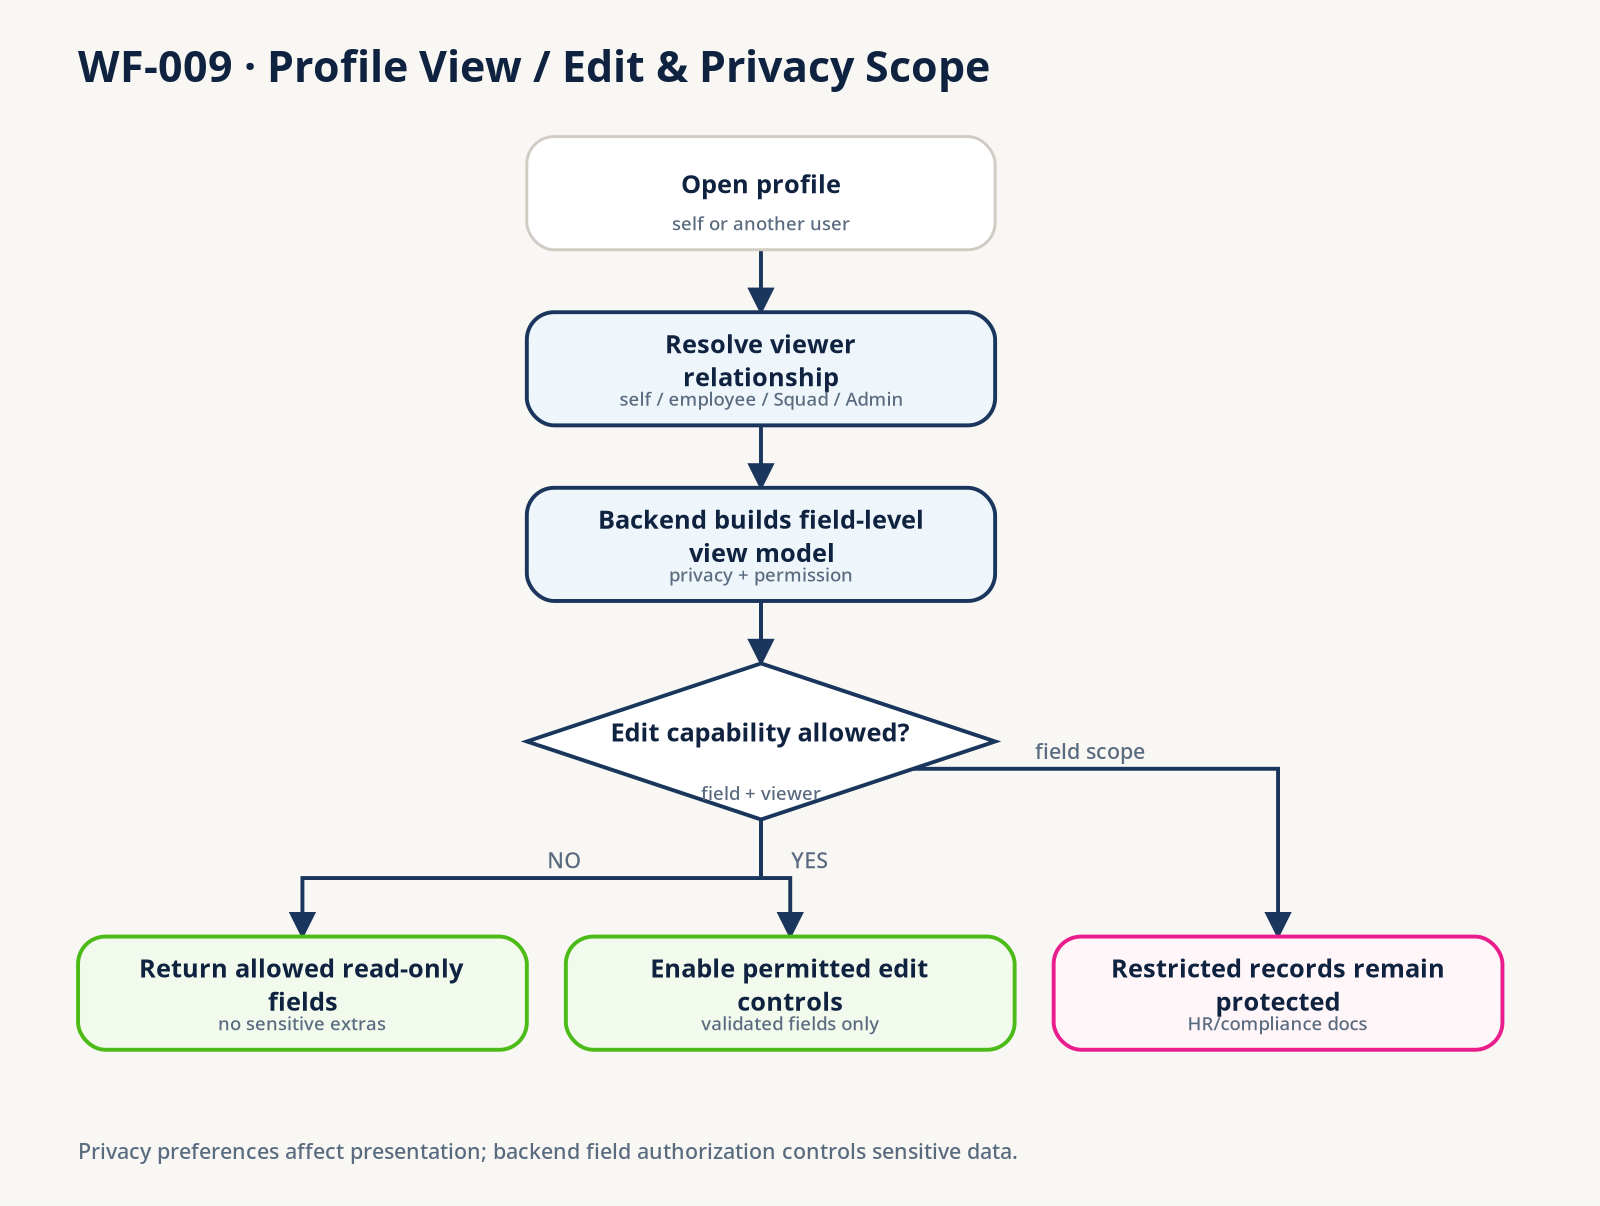 WF-009 · Profile View / Edit & Privacy Scope
Open profile
self or another user
Resolve viewer
relationship
self / employee / Squad / Admin
Backend builds field-level
view model
privacy + permission
Edit capability allowed?
field + viewer
field scope
NO
YES
Return allowed read-only
fields
no sensitive extras
Enable permitted edit
controls
validated fields only
Restricted records remain
protected
HR/compliance docs
Privacy preferences affect presentation; backend field authorization controls sensitive data.